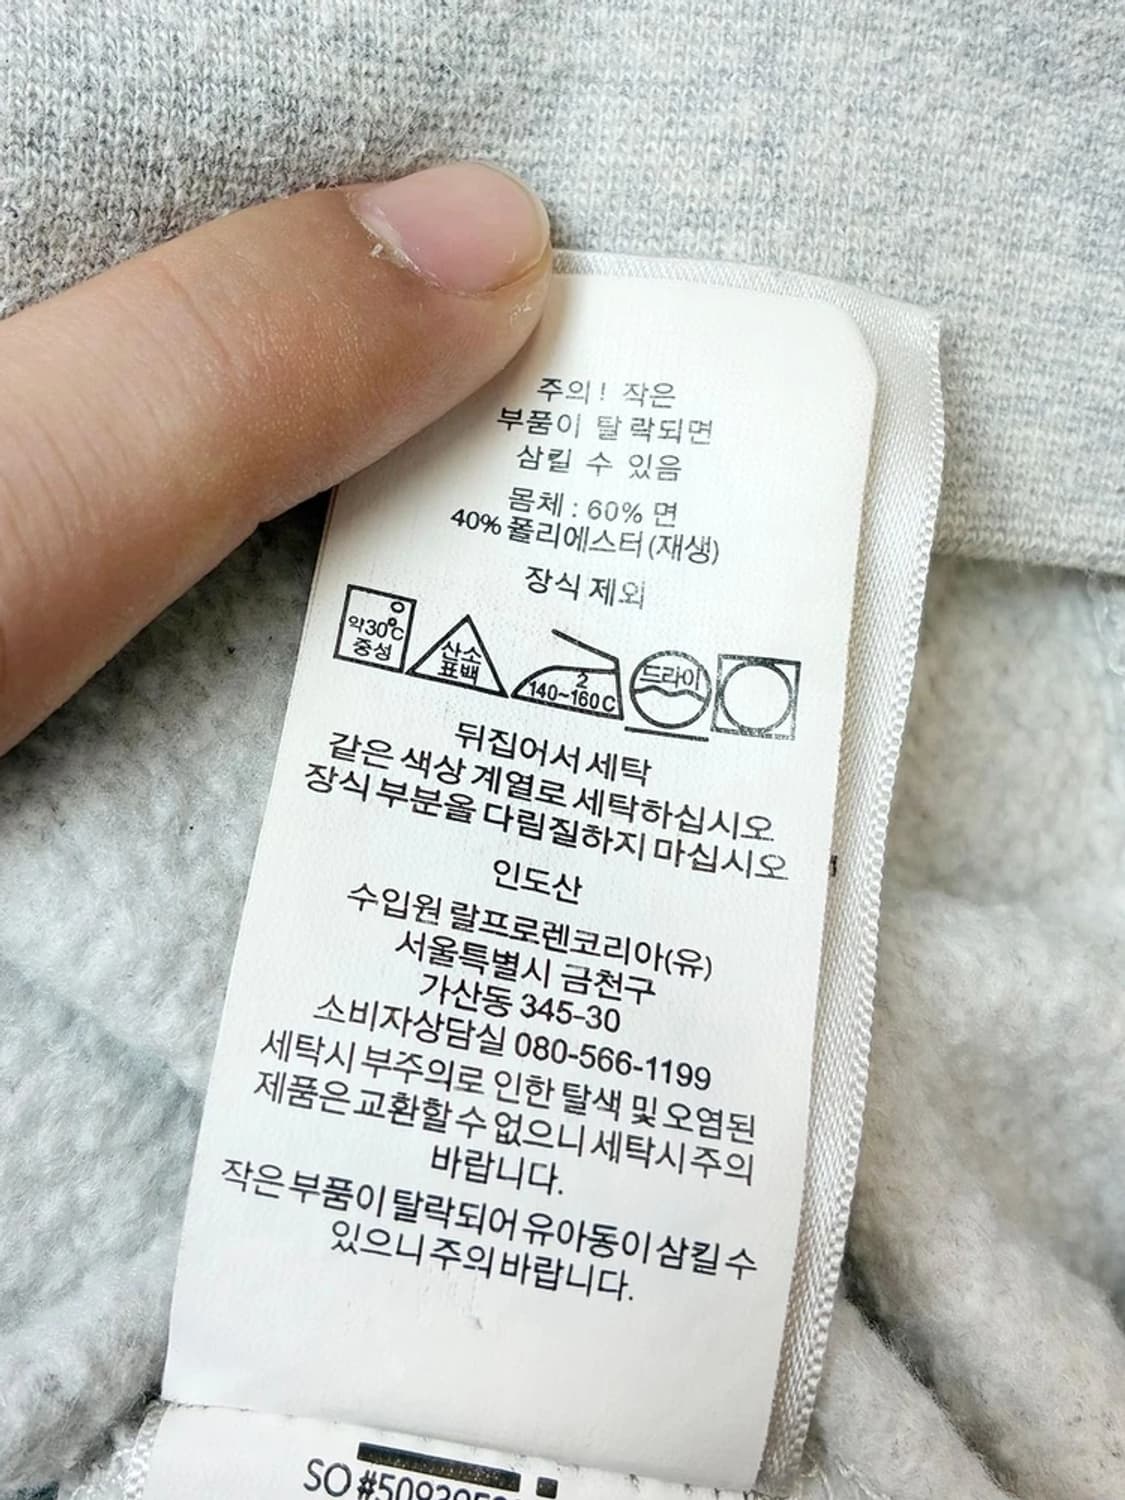 주의! 작은
부품이 탈락되면
삼킬 수 있음
몸체 : 60% 면
40% 폴리에스터(재생)
장식 제외
약30℃
중성
산소
표백
2
140~160C
드라이
뒤집어서 세탁
같은 색상 계열로 세탁하십시오
장식 부분을 다림질하지 마십시오
인도산
수입원 랄프로렌코리아(유)
서울특별시 금천구
가산동 345-30
소비자상담실 080-566-1199
세탁시 부주의로 인한 탈색 및 오염된
제품은 교환할 수 없으니 세탁시 주의
바랍니다.
작은 부품이 탈락되어 유아동이 삼킬 수
있으니 주의 바랍니다.
SO